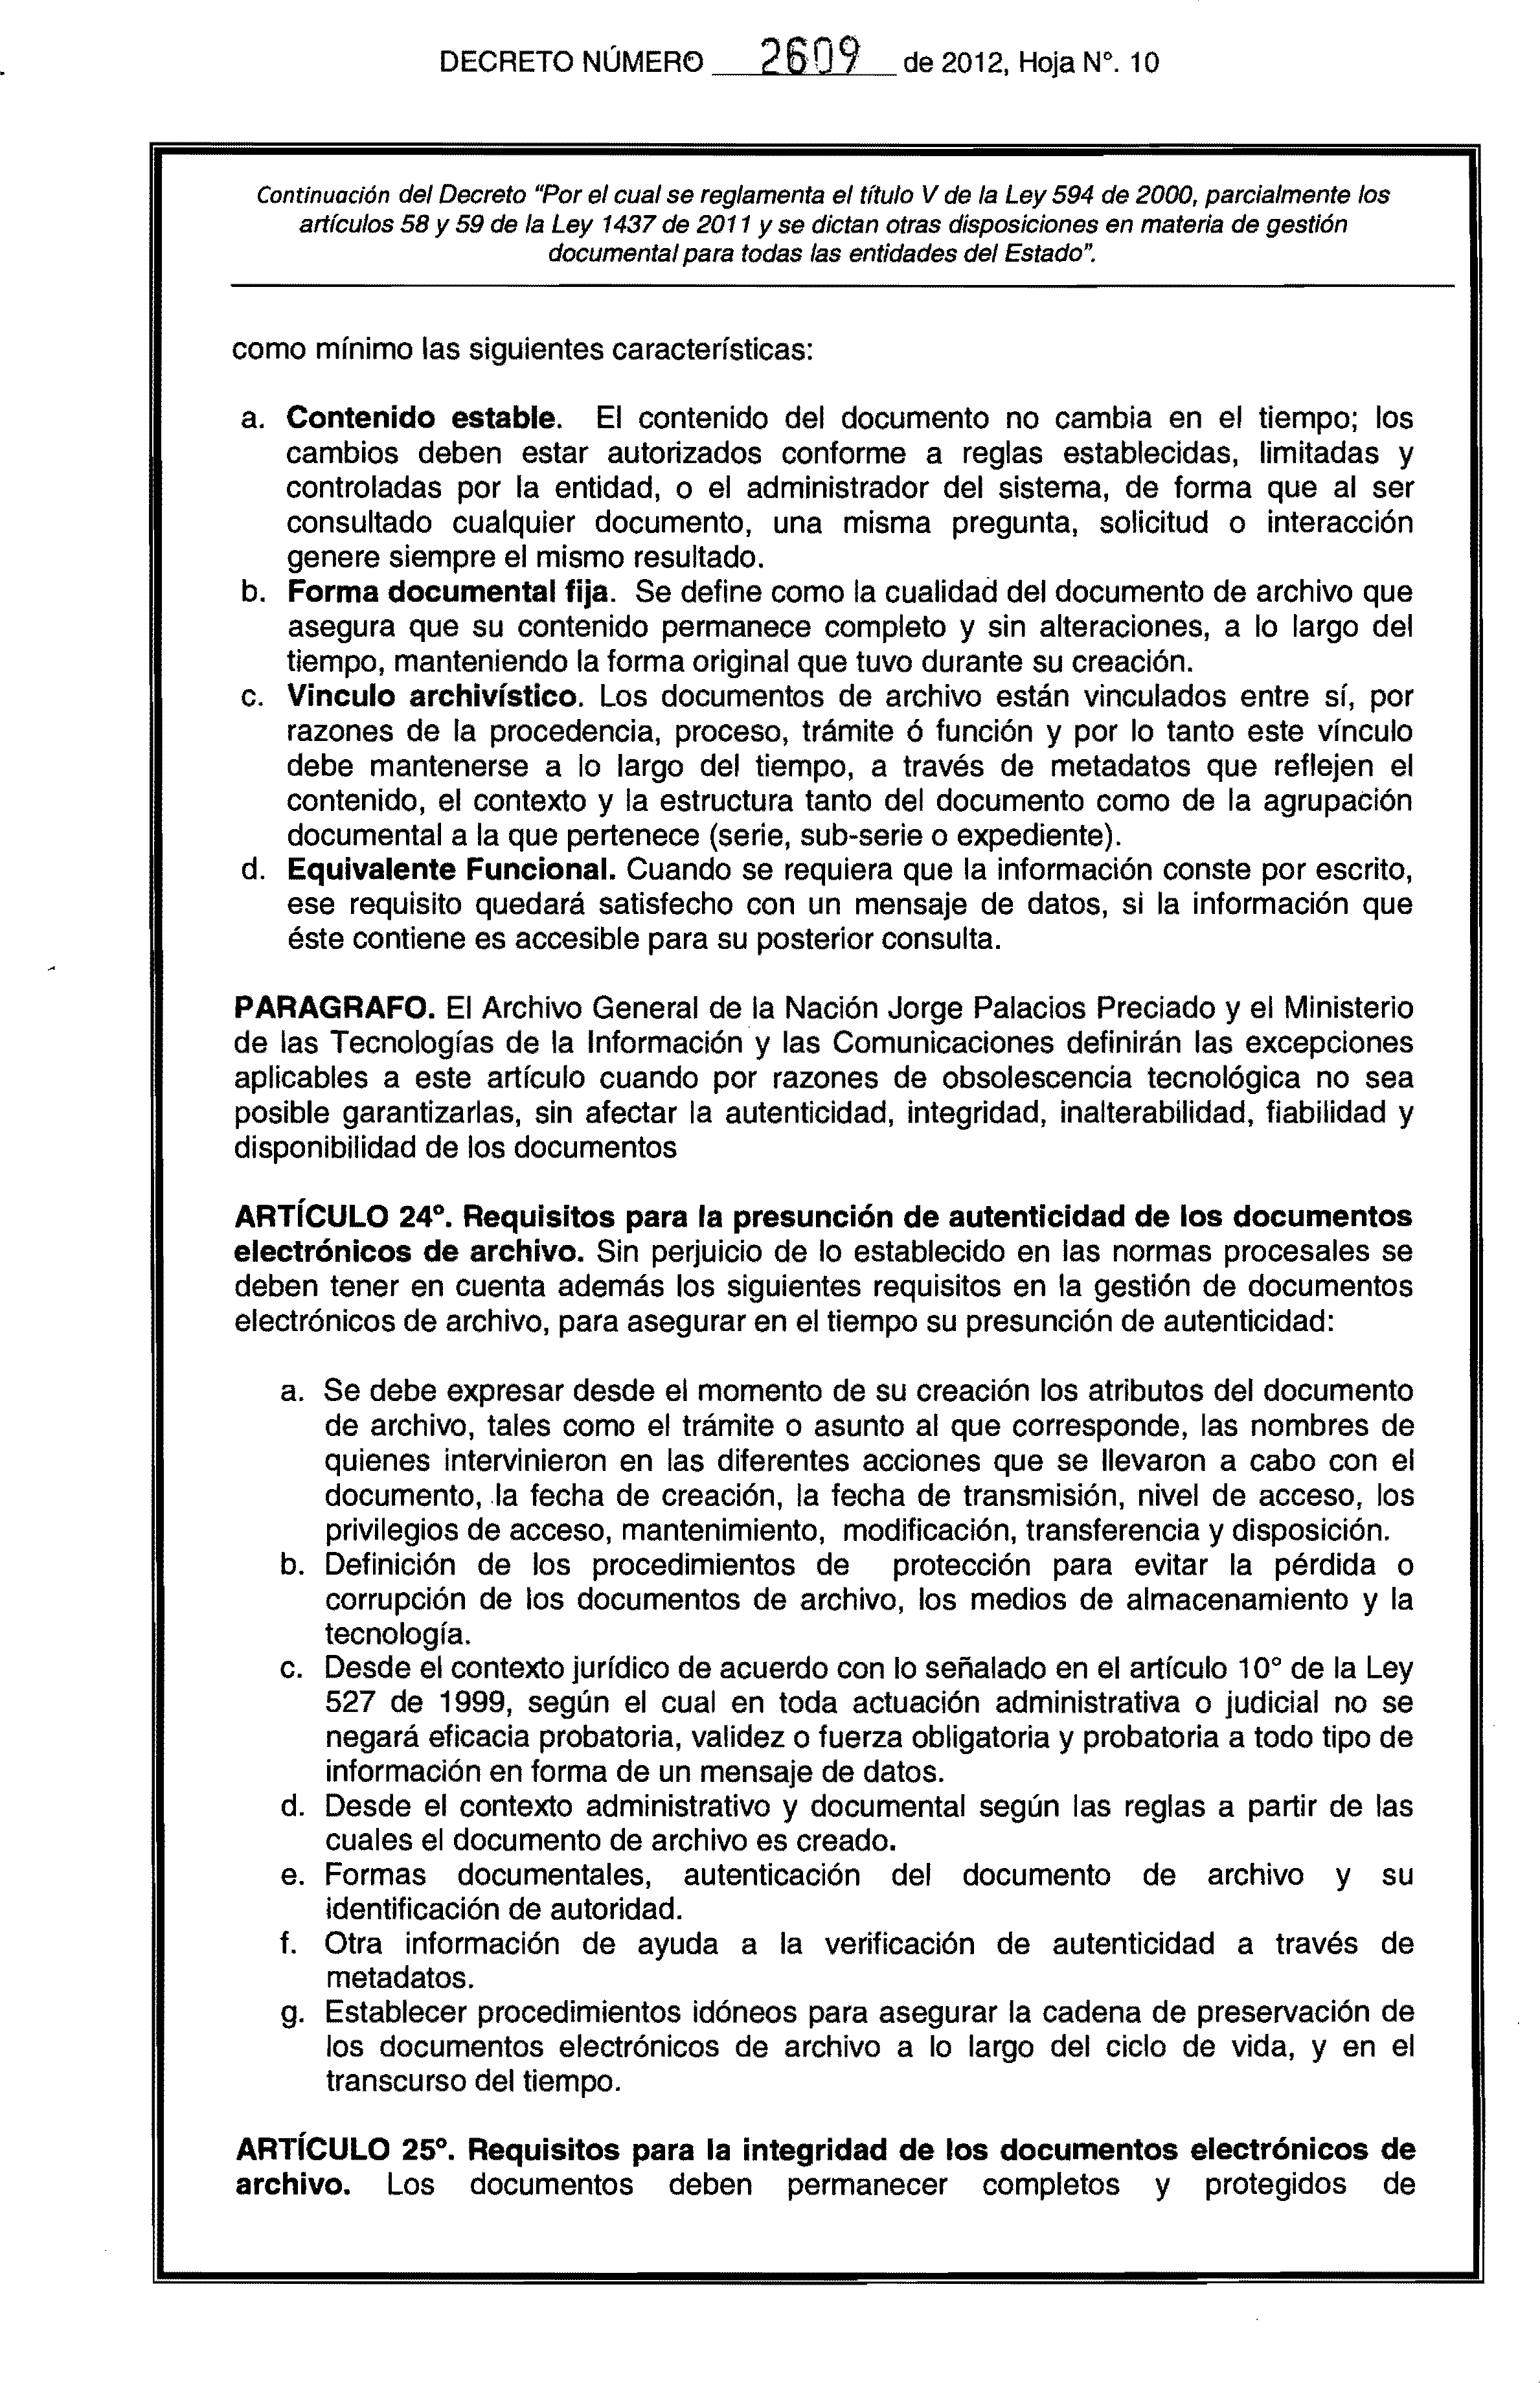 DECRETO NÚMERO 2609 de 2012, Hoja Nº. 10
Continuación del Decreto "Por el cual se reglamenta el título V de la Ley 594 de 2000, parcialmente los
artículos 58 y 59 de la Ley 1437 de 2011 y se dictan otras disposiciones en materia de gestión
documental para todas las entidades del Estado".
como mínimo las siguientes características:
a. Contenido estable. El contenido del documento no cambia en el tiempo; los
cambios deben estar autorizados conforme a reglas establecidas, limitadas y
controladas por la entidad, o el administrador del sistema, de forma que al ser
consultado cualquier documento, una misma pregunta, solicitud o interacción
genere siempre el mismo resultado.
b. Forma documental fija. Se define como la cualidad del documento de archivo que
asegura que su contenido permanece completo y sin alteraciones, a lo largo del
tiempo, manteniendo la forma original que tuvo durante su creación.
c. Vinculo archivístico. Los documentos de archivo están vinculados entre sí, por
razones de la procedencia, proceso, trámite ó función y por lo tanto este vínculo
debe mantenerse a lo largo del tiempo, a través de metadatos que reflejen el
contenido, el contexto y la estructura tanto del documento como de la agrupación
documental a la que pertenece (serie, sub-serie o expediente).
d. Equivalente Funcional. Cuando se requiera que la información conste por escrito,
ese requisito quedará satisfecho con un mensaje de datos, si la información que
éste contiene es accesible para su posterior consulta.
PARAGRAFO. El Archivo General de la Nación Jorge Palacios Preciado y el Ministerio
de las Tecnologías de la Información y las Comunicaciones definirán las excepciones
aplicables a este artículo cuando por razones de obsolescencia tecnológica no sea
posible garantizarlas, sin afectar la autenticidad, integridad, inalterabilidad, fiabilidad y
disponibilidad de los documentos
ARTÍCULO 24º. Requisitos para la presunción de autenticidad de los documentos
electrónicos de archivo. Sin perjuicio de lo establecido en las normas procesales se
deben tener en cuenta además los siguientes requisitos en la gestión de documentos
electrónicos de archivo, para asegurar en el tiempo su presunción de autenticidad:
a. Se debe expresar desde el momento de su creación los atributos del documento
de archivo, tales como el trámite o asunto al que corresponde, las nombres de
quienes intervinieron en las diferentes acciones que se llevaron a cabo con el
documento, la fecha de creación, la fecha de transmisión, nivel de acceso, los
privilegios de acceso, mantenimiento, modificación, transferencia y disposición.
b. Definición de los procedimientos de protección para evitar la pérdida o
corrupción de los documentos de archivo, los medios de almacenamiento y la
tecnología.
c. Desde el contexto jurídico de acuerdo con lo señalado en el artículo 10º de la Ley
527 de 1999, según el cual en toda actuación administrativa o judicial no se
negará eficacia probatoria, validez o fuerza obligatoria y probatoria a todo tipo de
información en forma de un mensaje de datos.
d. Desde el contexto administrativo y documental según las reglas a partir de las
cuales el documento de archivo es creado.
e. Formas documentales, autenticación del documento de archivo y su
identificación de autoridad.
f. Otra información de ayuda a la verificación de autenticidad a través de
metadatos.
g. Establecer procedimientos idóneos para asegurar la cadena de preservación de
los documentos electrónicos de archivo a lo largo del ciclo de vida, y en el
transcurso del tiempo.
ARTÍCULO 25º. Requisitos para la integridad de los documentos electrónicos de
archivo. Los documentos deben permanecer completos y protegidos de